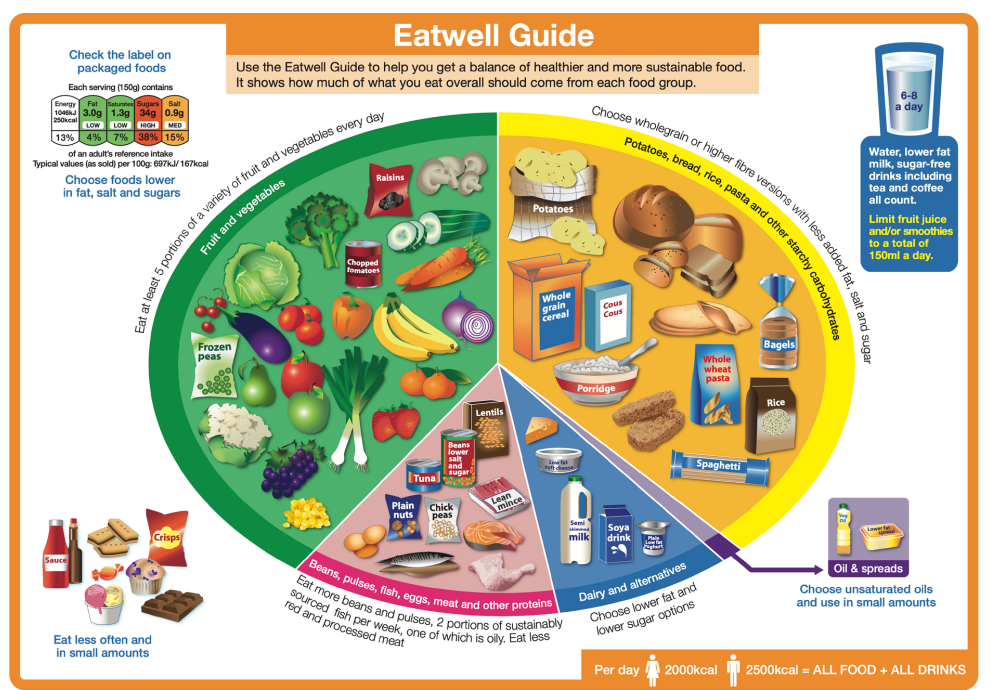 Eatwell Guide
Use the Eatwell Guide to help you get a balance of healthier and more sustainable food.
It shows how much of what you eat overall should come from each food group.
Check the label on
packaged foods
Each serving (150g) contains
Energy
1046kJ
250kcal
13%
Fat
3.0g
LOW
4%
Saturates
1.3g
LOW
7%
Sugars
34g
HIGH
38%
Salt
0.9g
MED
15%
of an adult's reference intake
Typical values (as sold) per 100g: 697kJ/ 167kcal
Choose foods lower
in fat, salt and sugars
6-8
a day
Water, lower fat
milk, sugar-free
drinks including
tea and coffee
all count.
Limit fruit juice
and/or smoothies
to a total of
150ml a day.
Eat at least 5 portions of a variety of fruit and vegetables every day
Fruit and vegetables
Raisins
Chopped
tomatoes
Frozen
peas
Choose wholegrain or higher fibre versions with less added fat, salt and sugar
Potatoes, bread, rice, pasta and other starchy carbohydrates
Potatoes
Whole
grain
cereal
Cous
Cous
Porridge
Bagels
Whole
wheat
pasta
Rice
Spaghetti
Lentils
Beans
lower
salt
and
sugar
Tuna
Plain
nuts
Chick
peas
Lean
mince
Beans, pulses, fish, eggs, meat and other proteins
Eat more beans and pulses, 2 portions of sustainably
sourced fish per week, one of which is oily. Eat less
red and processed meat
Low fat
soft cheese
Semi
skimmed
milk
Soya
drink
Plain
Low fat
Yoghurt
Dairy and alternatives
Choose lower fat and
lower sugar options
Veg
Oil
Lower fat
spread
Oil & spreads
Choose unsaturated oils
and use in small amounts
Sauce
Crisps
Eat less often and
in small amounts
Per day 2000kcal 2500kcal = ALL FOOD + ALL DRINKS